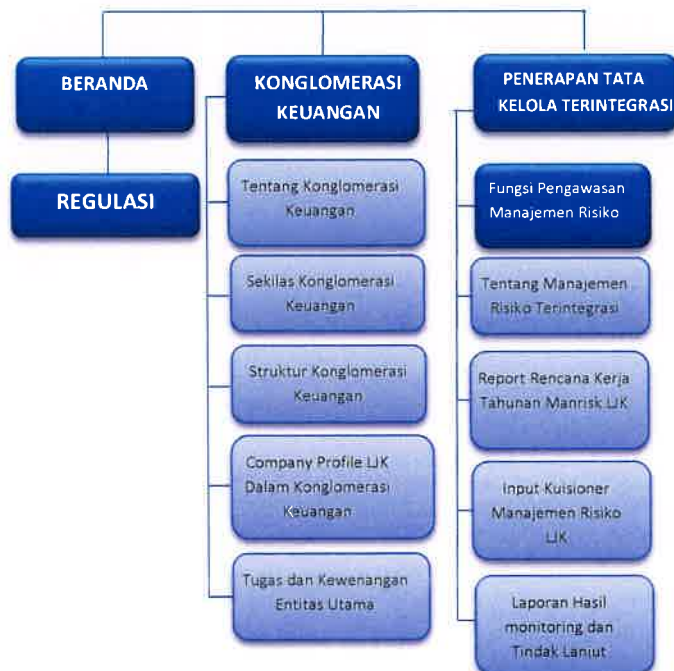 BERANDA
KONGLOMERASI
KEUANGAN
PENERAPAN TATA
KELOLA TERINTEGRASI
REGULASI
Tentang Konglomerasi
Keuangan
Sekilas Konglomerasi
Keuangan
Struktur Konglomerasi
Keuangan
Company Profile LJK
Dalam Konglomerasi
Keuangan
Tugas dan Kewenangan
Entitas Utama
Fungsi Pengawasan
Manajemen Risiko
Tentang Manajemen
Risiko Terintegrasi
Report Rencana Kerja
Tahunan Manrisk LJK
Input Kuisioner
Manajemen Risiko
LJK
Laporan Hasil
monitoring dan
Tindak Lanjut